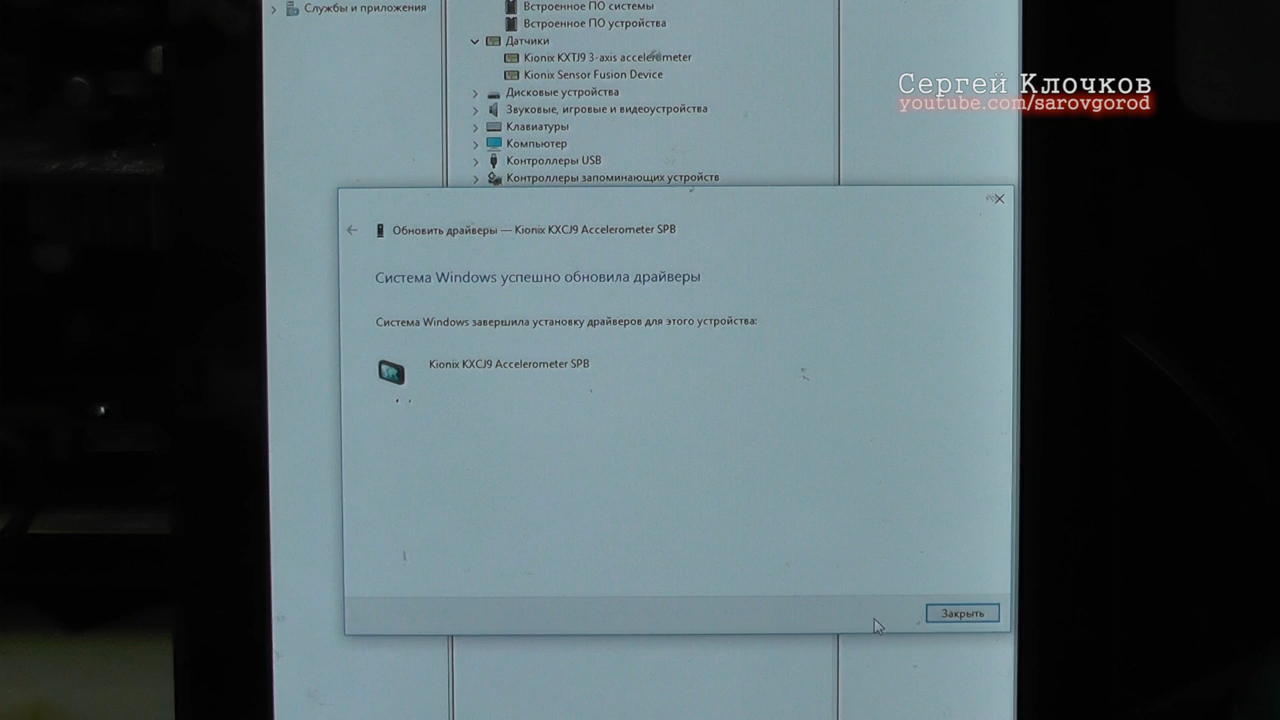 Службы и приложения
Встроенное ПО системы
Встроенное ПО устройства
Датчики
Kionix KXTJ9 3-axis accelerometer
Kionix Sensor Fusion Device
Дисковые устройства
Звуковые, игровые и видеоустройства
Клавиатуры
Компьютер
Контроллеры USB
Контроллеры запоминающих устройств
Сергей Клочков
youtube.com/sarovgorod
Обновить драйверы — Kionix KXCJ9 Accelerometer SPB
Система Windows успешно обновила драйверы
Система Windows завершила установку драйверов для этого устройства:
Kionix KXCJ9 Accelerometer SPB
Закрыть